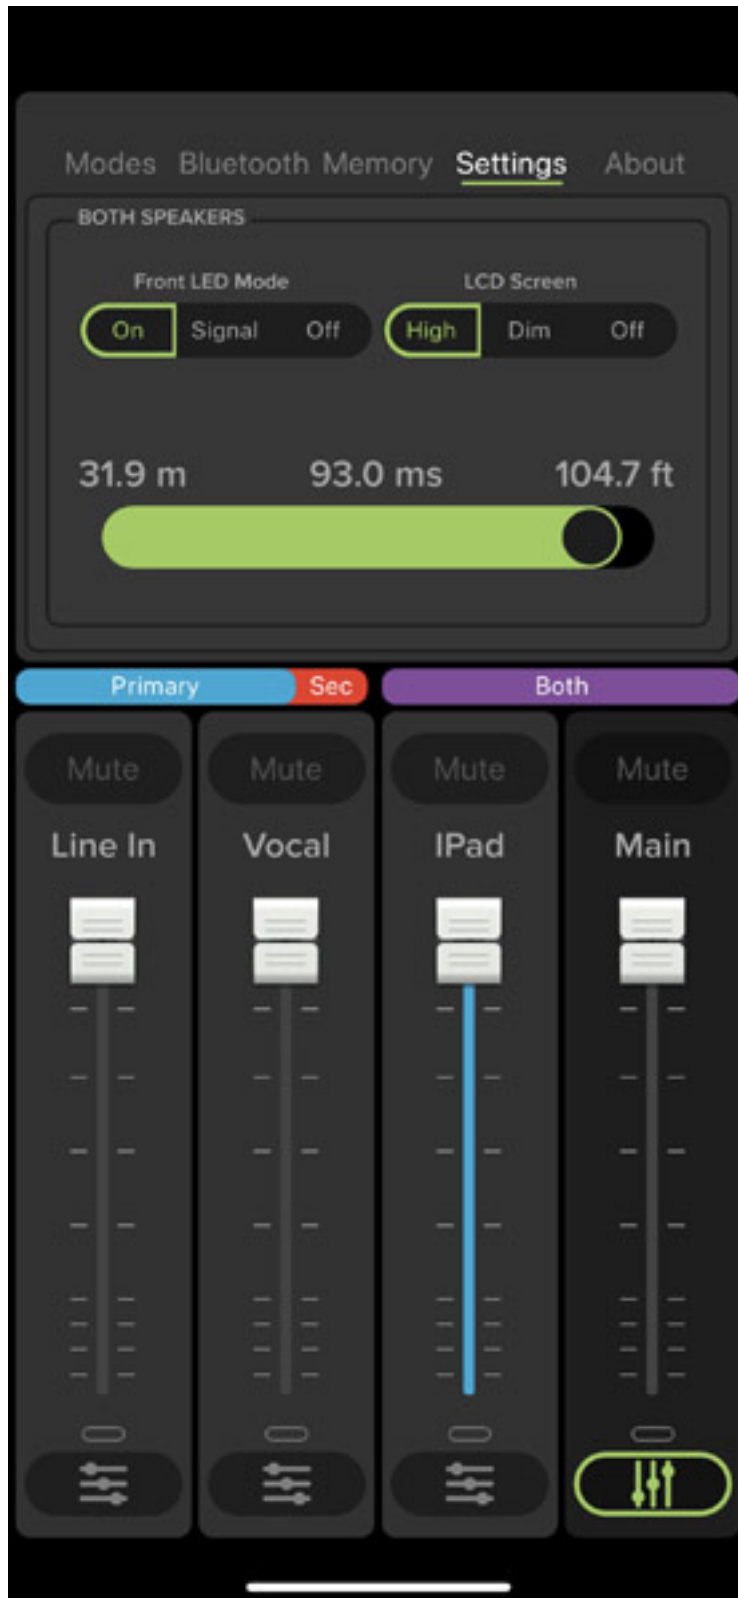 Modes Bluetooth Memory Settings About
BOTH SPEAKERS
Front LED Mode LCD Screen
On Signal Off High Dim Off
31.9 m 93.0 ms 104.7 ft
Primary Sec Both
Mute Mute Mute Mute
Line In Vocal IPad Main